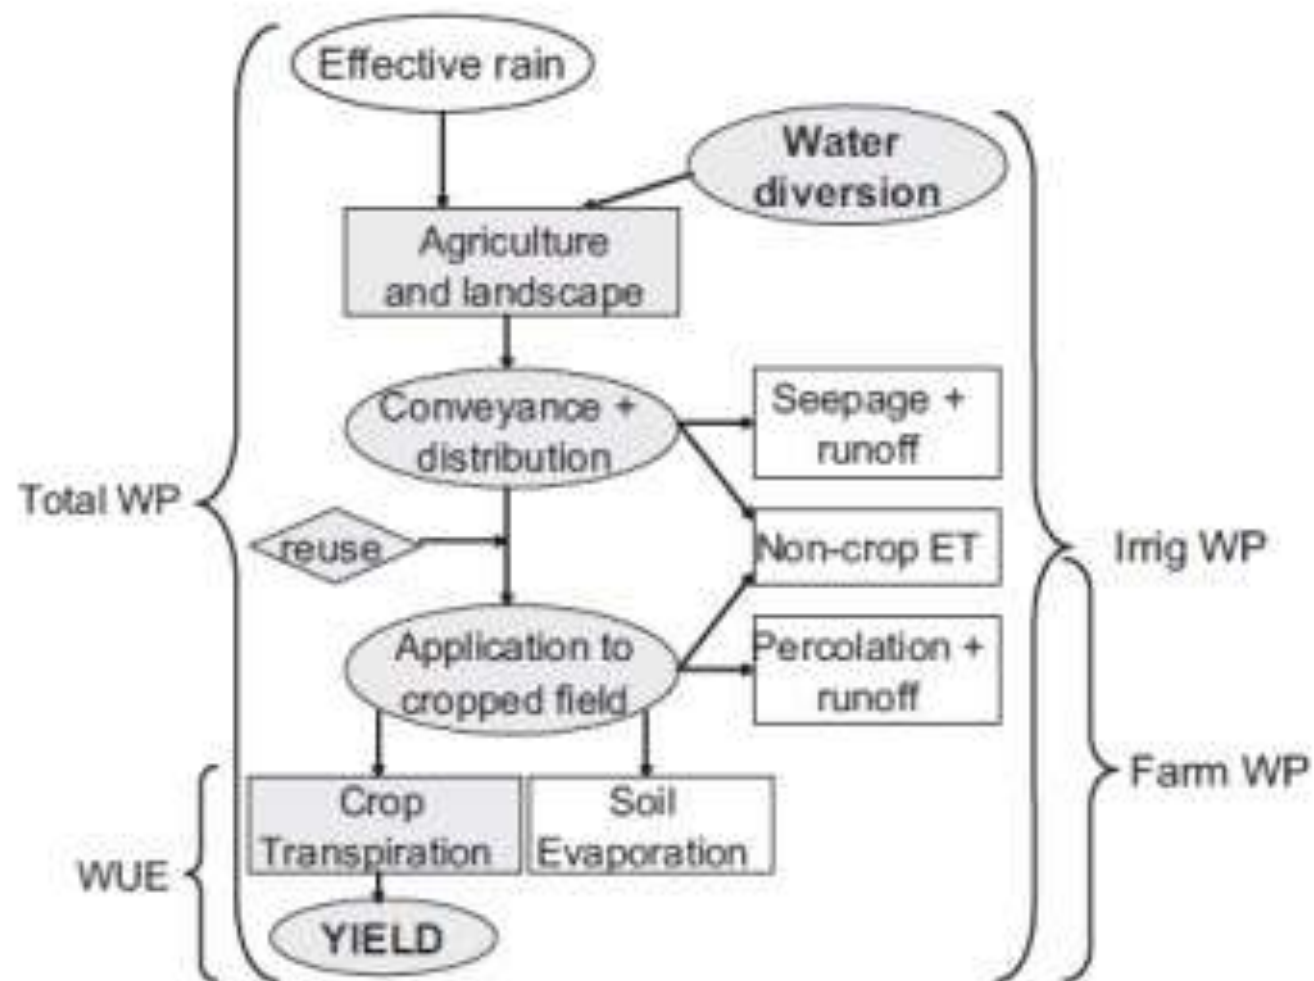 Effective rain
Water
diversion
Agriculture
and landscape
Conveyance +
distribution
Seepage +
runoff
Total WP
reuse
Non-crop ET
Irrig WP
Application to
cropped field
Percolation +
runoff
Farm WP
Crop
Transpiration
Soil
Evaporation
WUE
YIELD